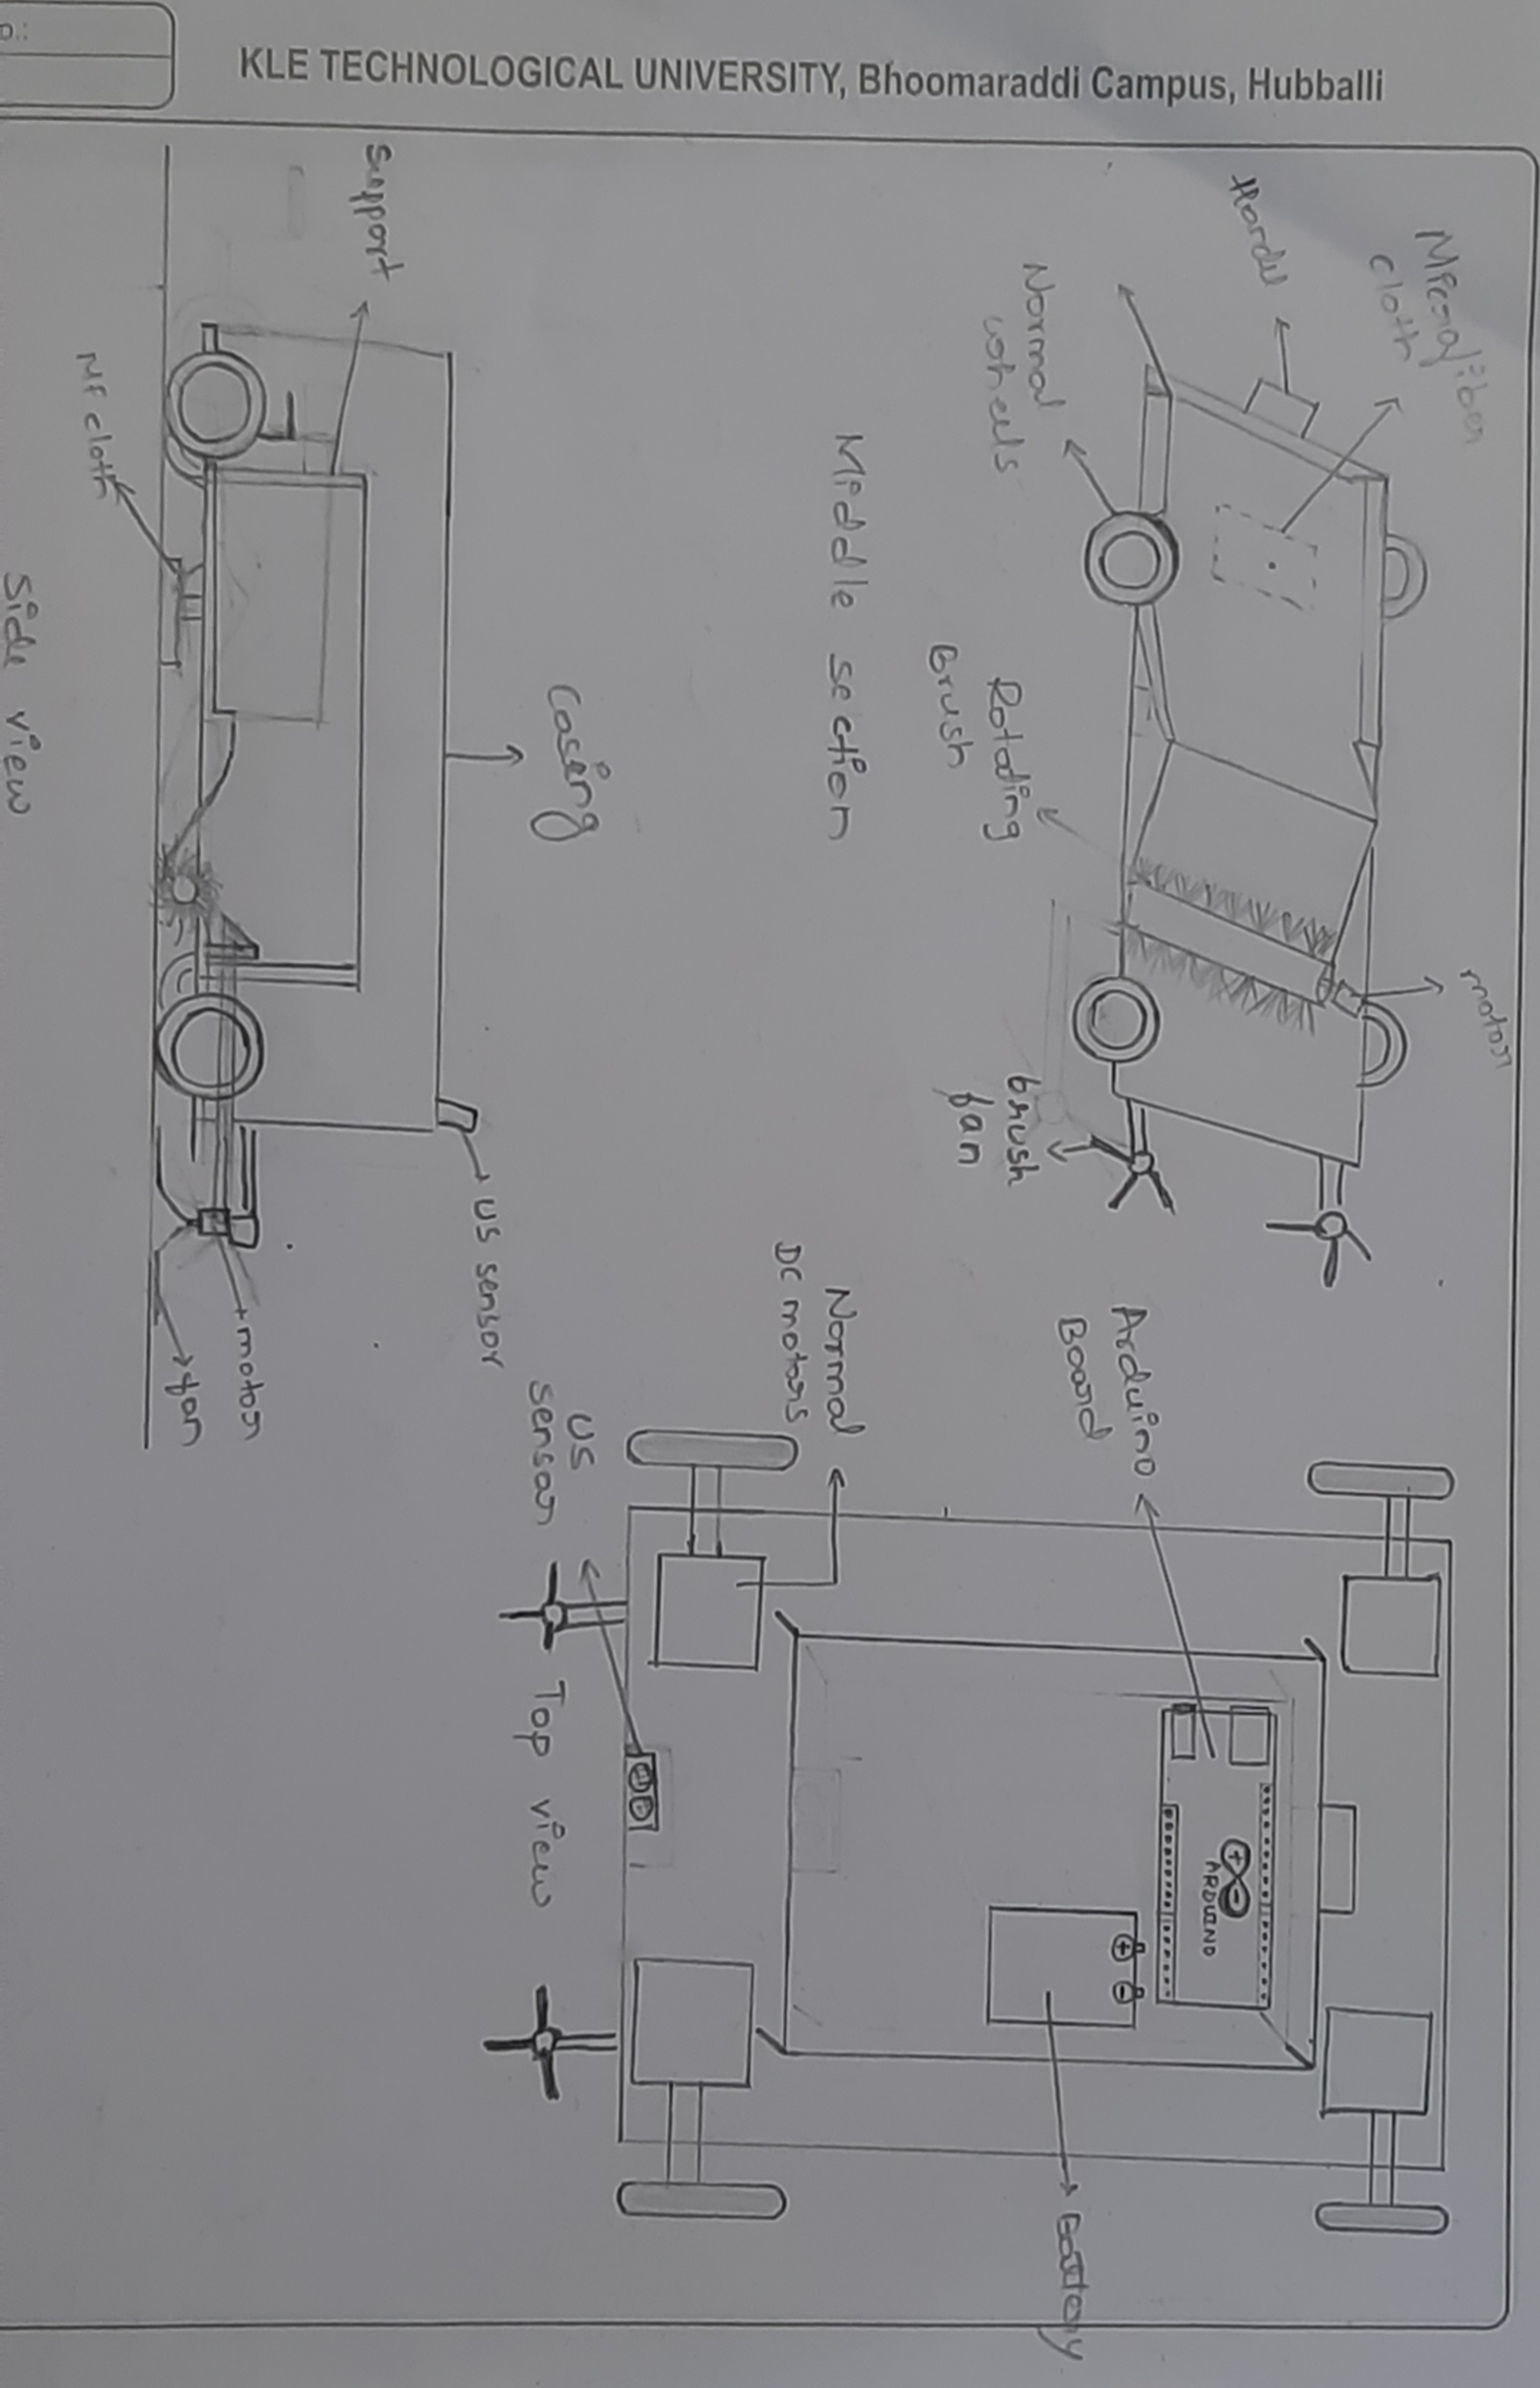 KLE TECHNOLOGICAL UNIVERSITY, Bhoomaraddi Campus, Hubballi
Microfiber
cloth
motor
Handel
Normal
wheels
Rotating
Brush
brush
fan
Middle section
ARDUINO
Arduino
Board
Battery
Normal
DC motors
US
sensor
Top view
Casing
US sensor
Support
motor
fan
Mf cloth
Side view